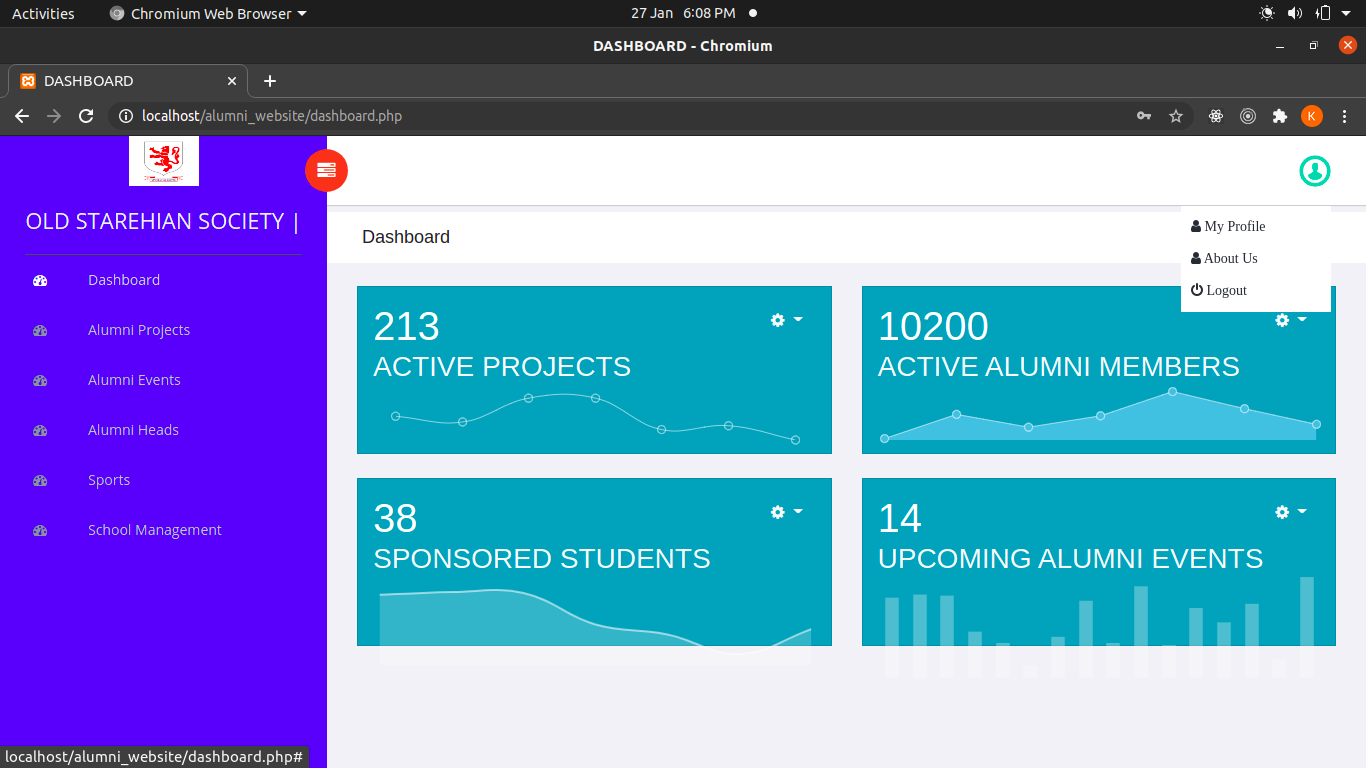 Activities
Chromium Web Browser
27 Jan 6:08 PM
DASHBOARD - Chromium
DASHBOARD
localhost/alumni_website/dashboard.php
K
OLD STAREHIAN SOCIETY |
Dashboard
Alumni Projects
Alumni Events
Alumni Heads
Sports
School Management
Dashboard
My Profile
About Us
Logout
213
ACTIVE PROJECTS
10200
ACTIVE ALUMNI MEMBERS
38
SPONSORED STUDENTS
14
UPCOMING ALUMNI EVENTS
localhost/alumni_website/dashboard.php#